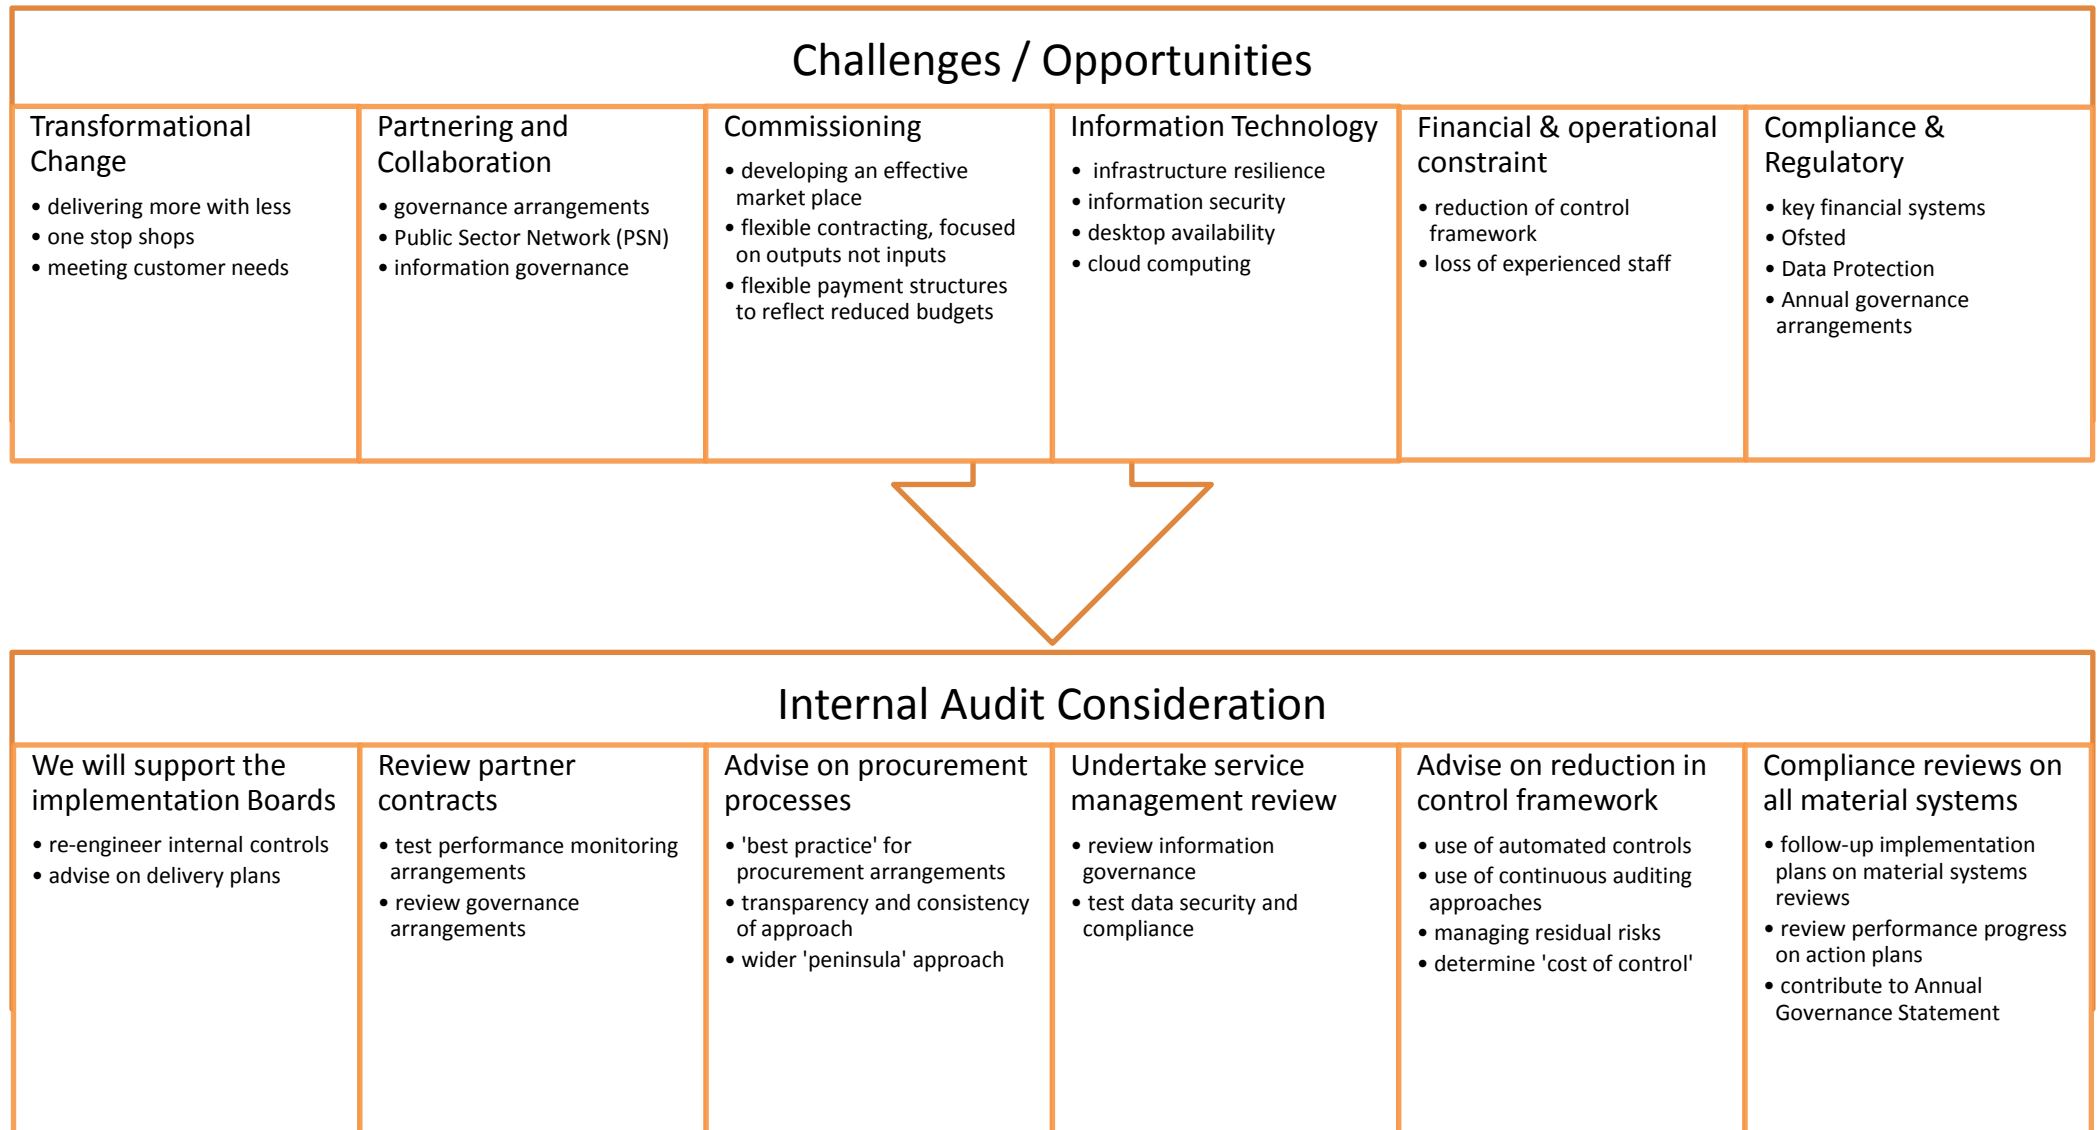 Challenges / Opportunities
Transformational
Change
• delivering more with less
• one stop shops
• meeting customer needs
Partnering and
Collaboration
• governance arrangements
• Public Sector Network (PSN)
• information governance
Commissioning
• developing an effective
market place
• flexible contracting, focused
on outputs not inputs
• flexible payment structures
to reflect reduced budgets
Information Technology
• infrastructure resilience
• information security
• desktop availability
• cloud computing
Financial & operational
constraint
• reduction of control
framework
• loss of experienced staff
Compliance &
Regulatory
• key financial systems
• Ofsted
• Data Protection
• Annual governance
arrangements
Internal Audit Consideration
We will support the
implementation Boards
• re-engineer internal controls
• advise on delivery plans
Review partner
contracts
• test performance monitoring
arrangements
• review governance
arrangements
Advise on procurement
processes
• 'best practice' for
procurement arrangements
• transparency and consistency
of approach
• wider 'peninsula' approach
Undertake service
management review
• review information
governance
• test data security and
compliance
Advise on reduction in
control framework
• use of automated controls
• use of continuous auditing
approaches
• managing residual risks
• determine 'cost of control'
Compliance reviews on
all material systems
• follow-up implementation
plans on material systems
reviews
• review performance progress
on action plans
• contribute to Annual
Governance Statement